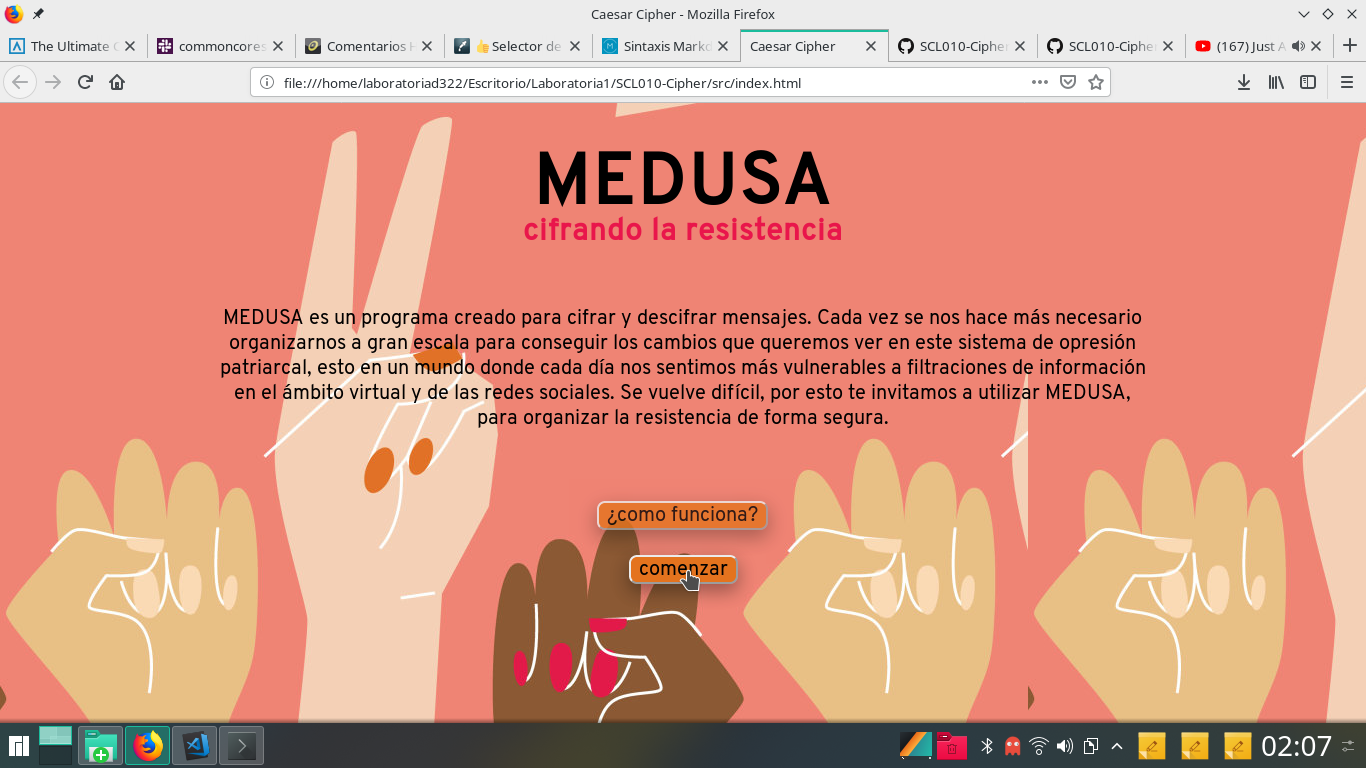 Caesar Cipher - Mozilla Firefox
The Ultimate
commoncores
Comentarios
Selector de
Sintaxis Markd
Caesar Cipher
SCL010-Cipher
SCL010-Cipher
(167) Just
file:///home/laboratoriad322/Escritorio/Laboratoria1/SCL010-Cipher/src/index.html
MEDUSA
cifrando la resistencia
MEDUSA es un programa creado para cifrar y descifrar mensajes. Cada vez se nos hace más necesario
organizarnos a gran escala para conseguir los cambios que queremos ver en este sistema de opresión
patriarcal, esto en un mundo donde cada día nos sentimos más vulnerables a filtraciones de información
en el ámbito virtual y de las redes sociales. Se vuelve difícil, por esto te invitamos a utilizar MEDUSA,
para organizar la resistencia de forma segura.
¿como funciona?
comenzar
02:07